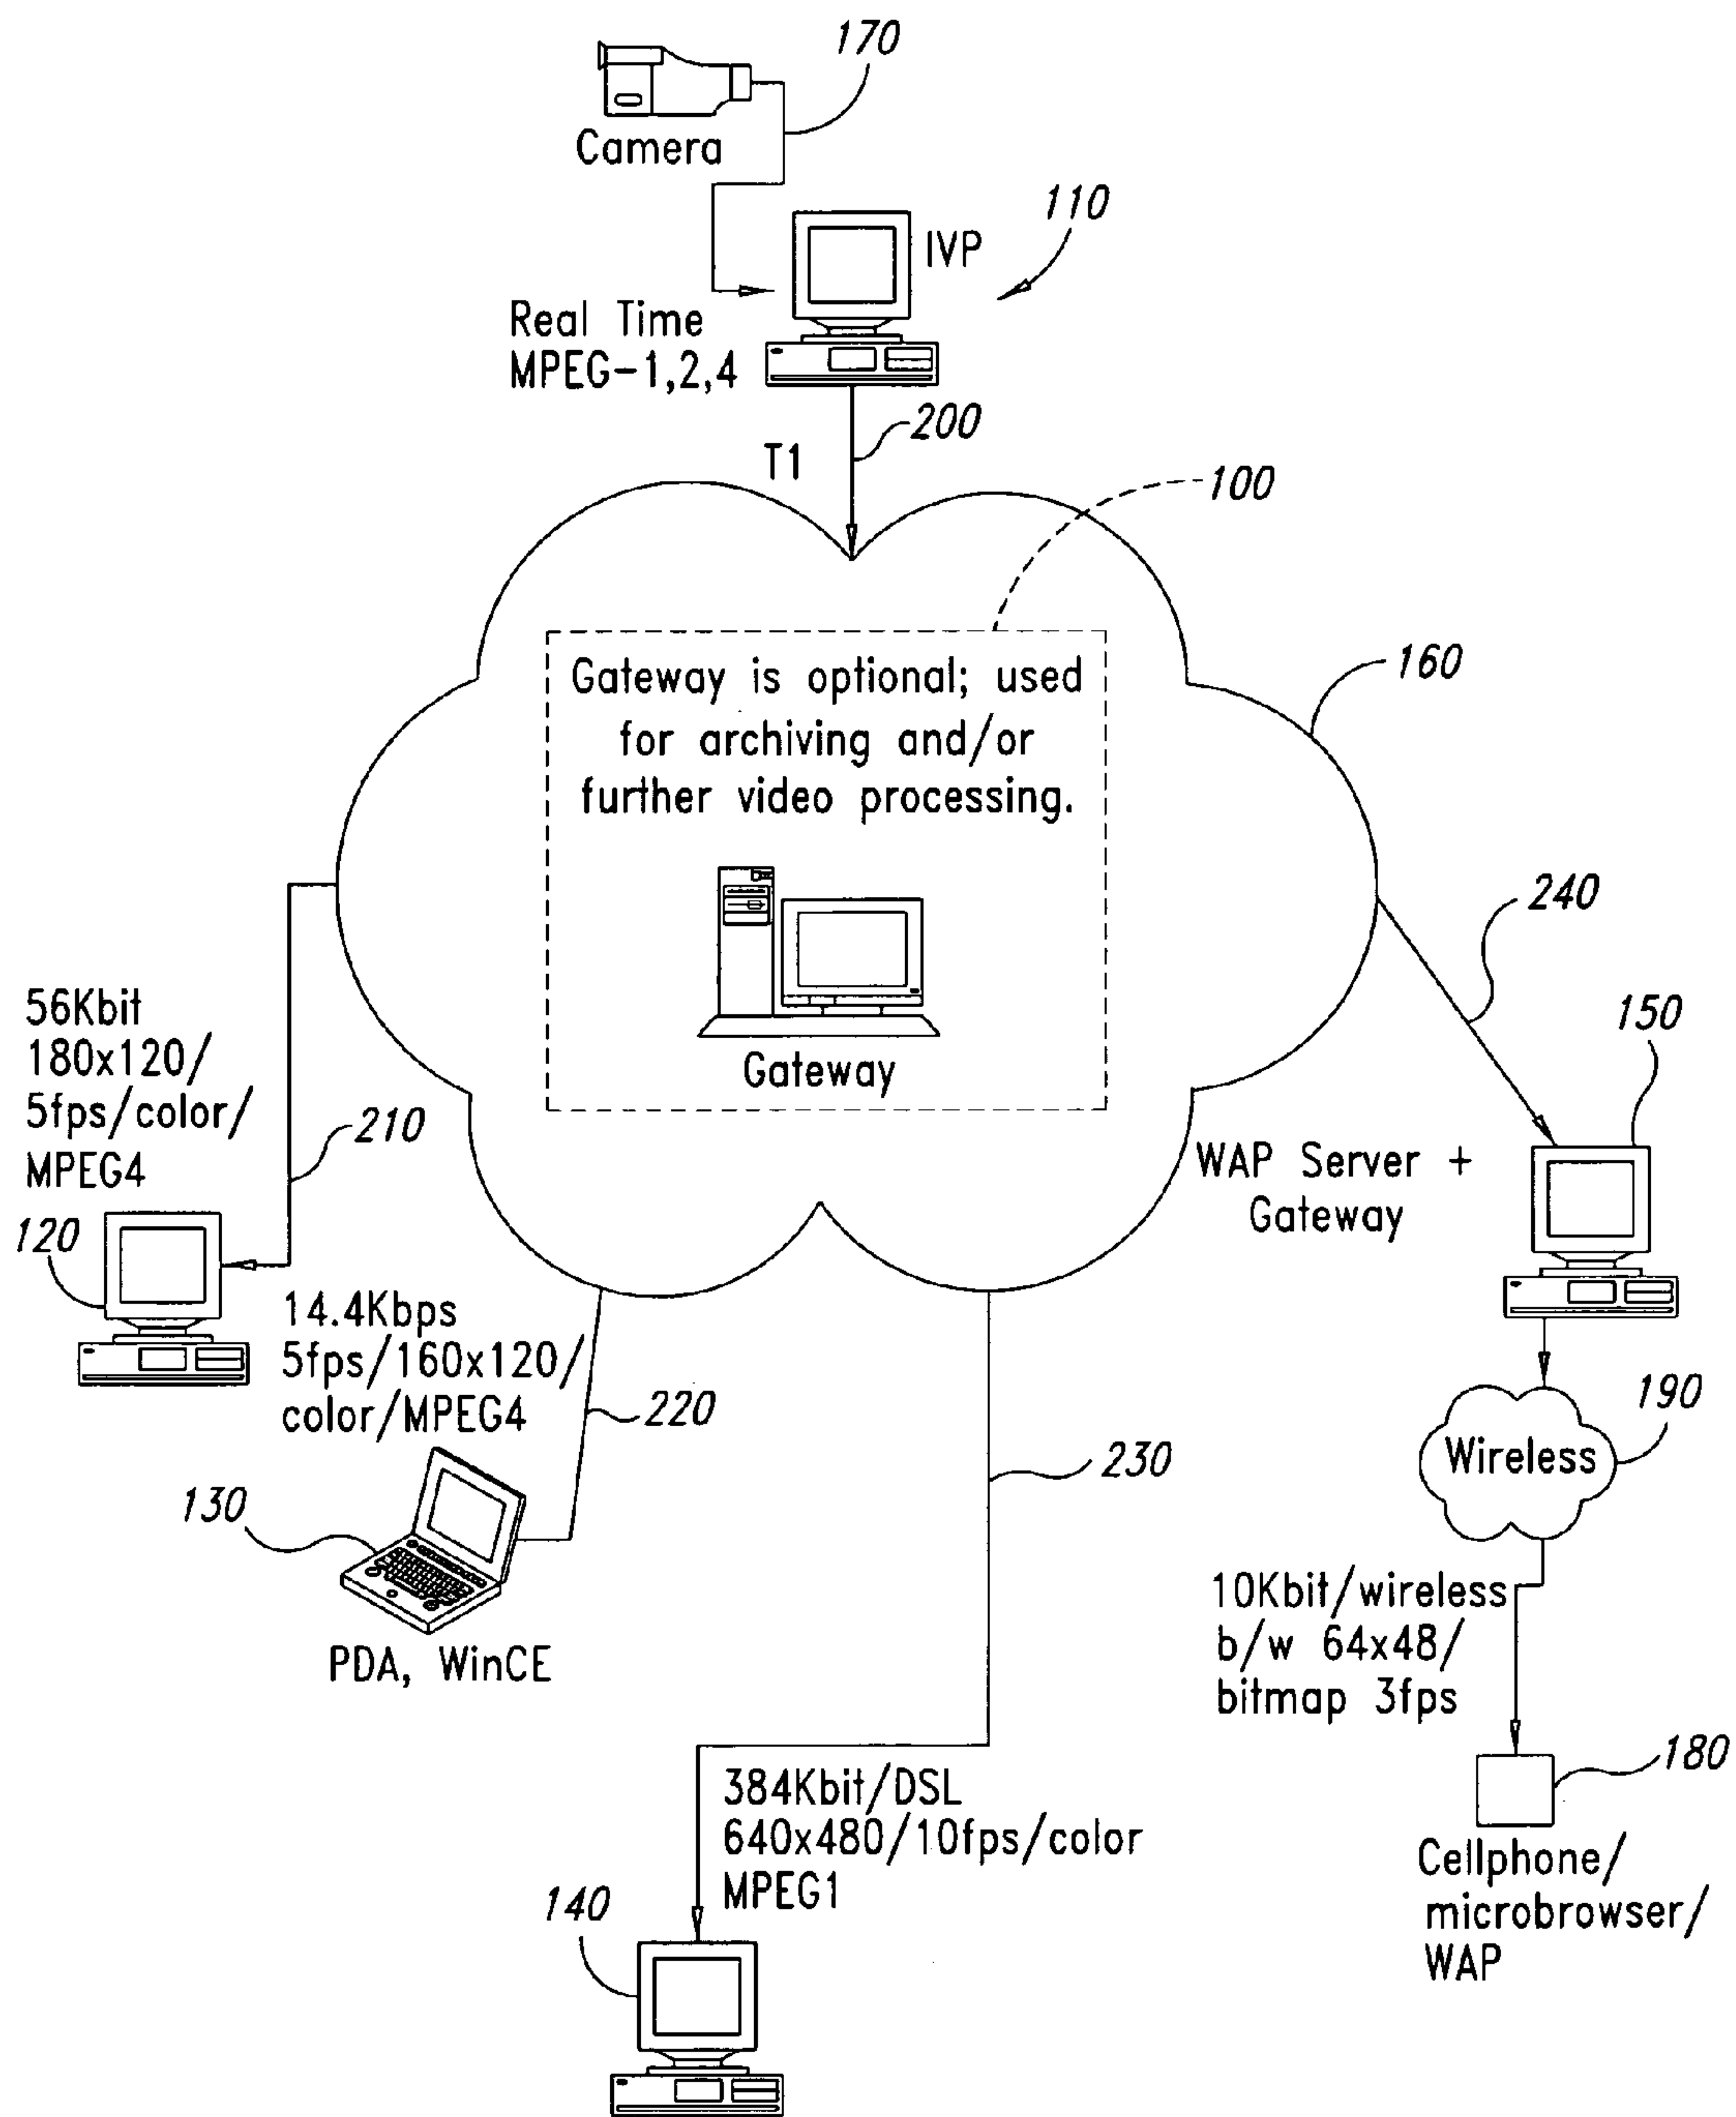 170
Camera
110
IVP
Real Time
MPEG-1,2,4
200
T1
100
Gateway is optional; used
for archiving and/or
further video processing.
160
Gateway
240
150
56Kbit
180x120/
5fps/color/
MPEG4
210
120
WAP Server +
Gateway
14.4Kbps
5fps/160x120/
color/MPEG4
220
130
PDA, WinCE
230
190
Wireless
10Kbit/wireless
b/w 64x48/
bitmap 3fps
180
Cellphone/
microbrowser/
WAP
384Kbit/DSL
640x480/10fps/color
MPEG1
140